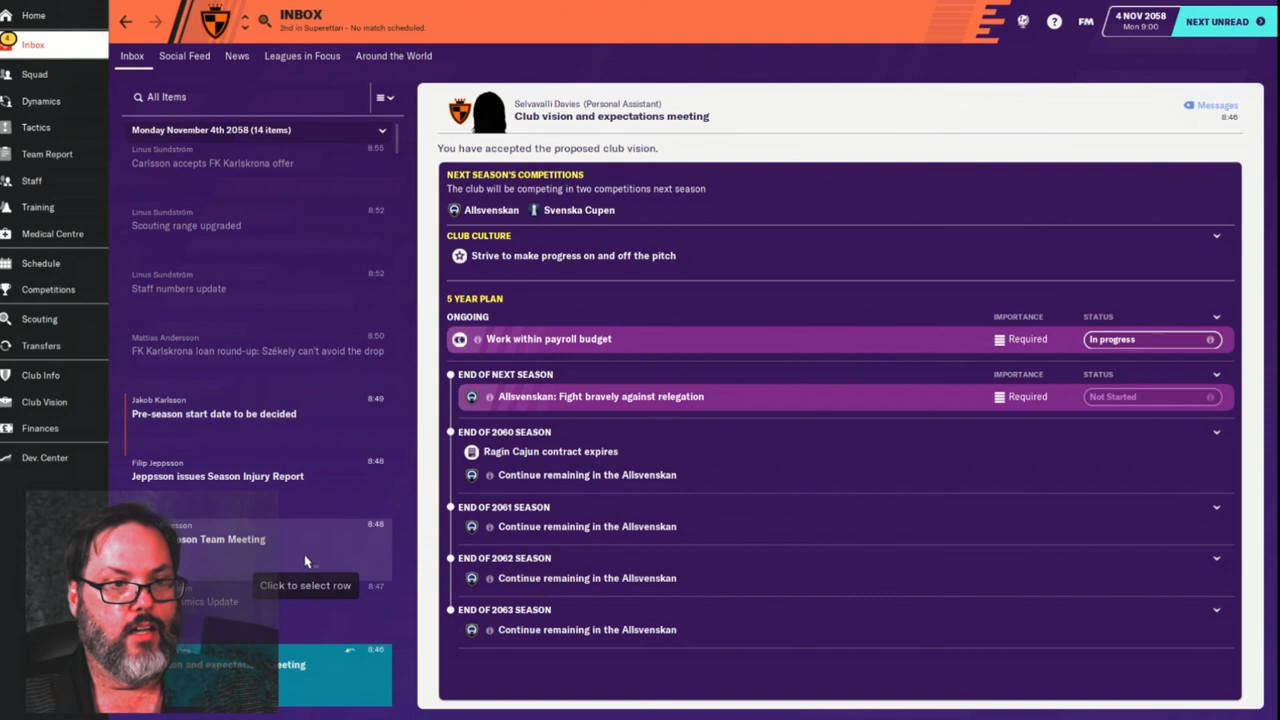 Home
INBOX
2nd in Superettan - No match scheduled.
FM
4 NOV 2058
Mon 9:00
NEXT UNREAD
4
Inbox
Inbox
Social Feed
News
Leagues in Focus
Around the World
Squad
Dynamics
Tactics
Team Report
Staff
Training
Medical Centre
Schedule
Competitions
Scouting
Transfers
Club Info
Club Vision
Finances
Dev. Center
All Items
Monday November 4th 2058 (14 items)
Linus Sundström
8:55
Carlsson accepts FK Karlskrona offer
Linus Sundström
8:52
Scouting range upgraded
Linus Sundström
8:52
Staff numbers update
Mattias Andersson
8:50
FK Karlskrona loan round-up: Székely can't avoid the drop
Jakob Karlsson
8:49
Pre-season start date to be decided
Filip Jeppsson
8:48
Jeppsson issues Season Injury Report
8:48
Team Meeting
Click to select row
8:47
Update
8:46
Selvavalli Davies (Personal Assistant)
Club vision and expectations meeting
Messages
8:46
You have accepted the proposed club vision.
NEXT SEASON'S COMPETITIONS
The club will be competing in two competitions next season
Allsvenskan
Svenska Cupen
CLUB CULTURE
Strive to make progress on and off the pitch
5 YEAR PLAN
ONGOING
IMPORTANCE
STATUS
Work within payroll budget
Required
In progress
END OF NEXT SEASON
IMPORTANCE
STATUS
Allsvenskan: Fight bravely against relegation
Required
Not Started
END OF 2060 SEASON
Ragin Cajun contract expires
Continue remaining in the Allsvenskan
END OF 2061 SEASON
Continue remaining in the Allsvenskan
END OF 2062 SEASON
Continue remaining in the Allsvenskan
END OF 2063 SEASON
Continue remaining in the Allsvenskan